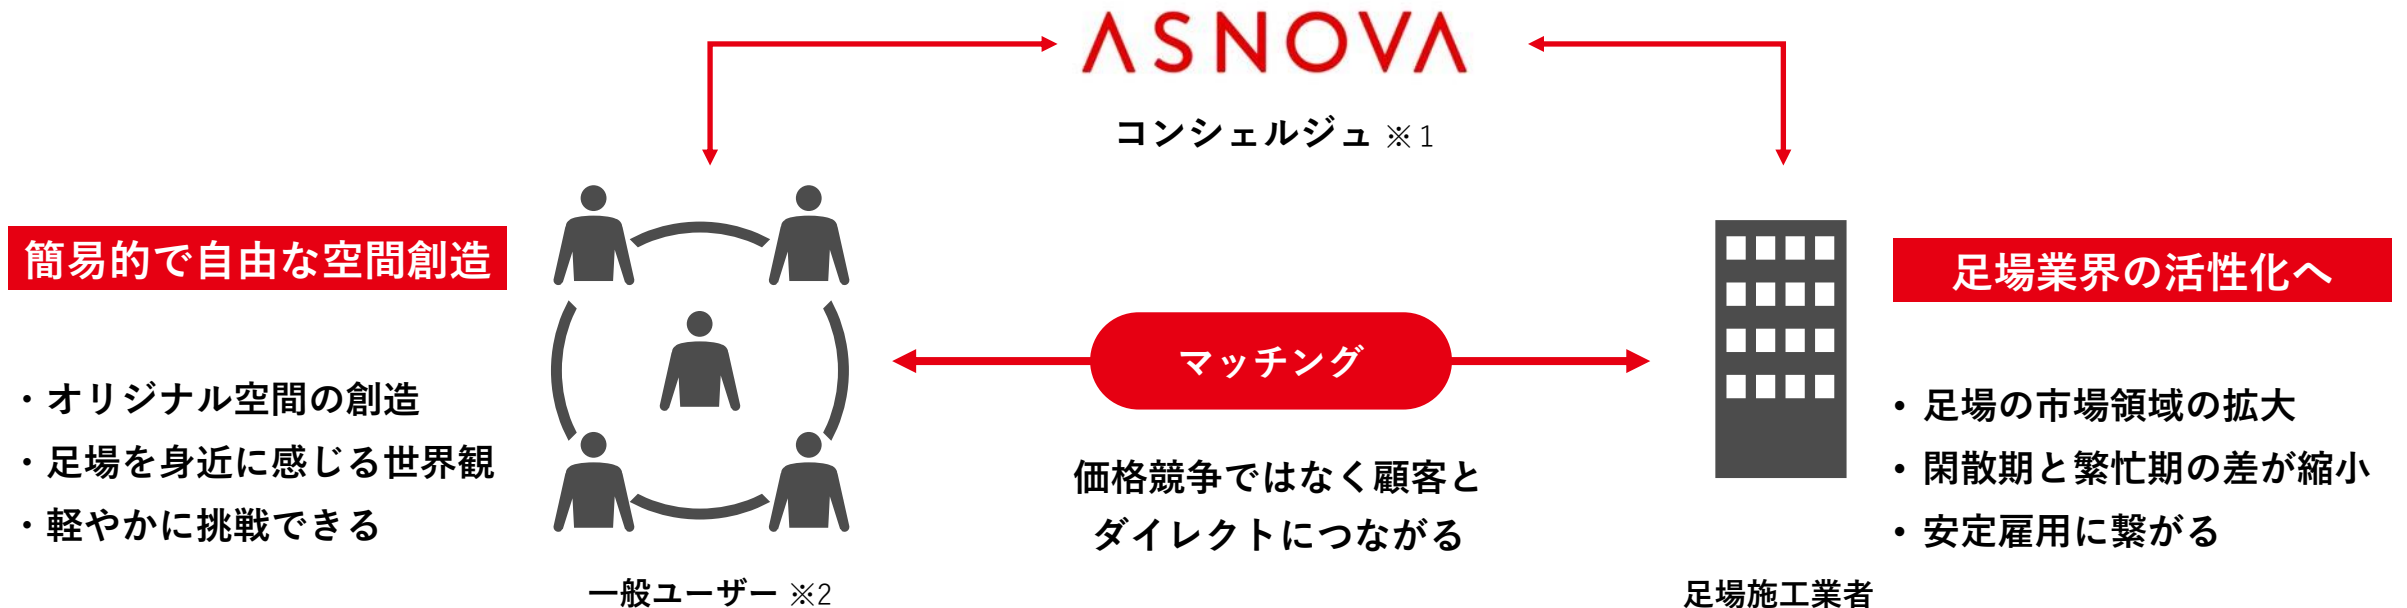 ASNOVA
コンシェルジュ ※1
簡易的で自由な空間創造
・オリジナル空間の創造
・足場を身近に感じる世界観
・軽やかに挑戦できる
一般ユーザー ※2
マッチング
価格競争ではなく顧客と
ダイレクトにつながる
足場業界の活性化へ
・足場の市場領域の拡大
・閑散期と繁忙期の差が縮小
・安定雇用に繋がる
足場施工業者